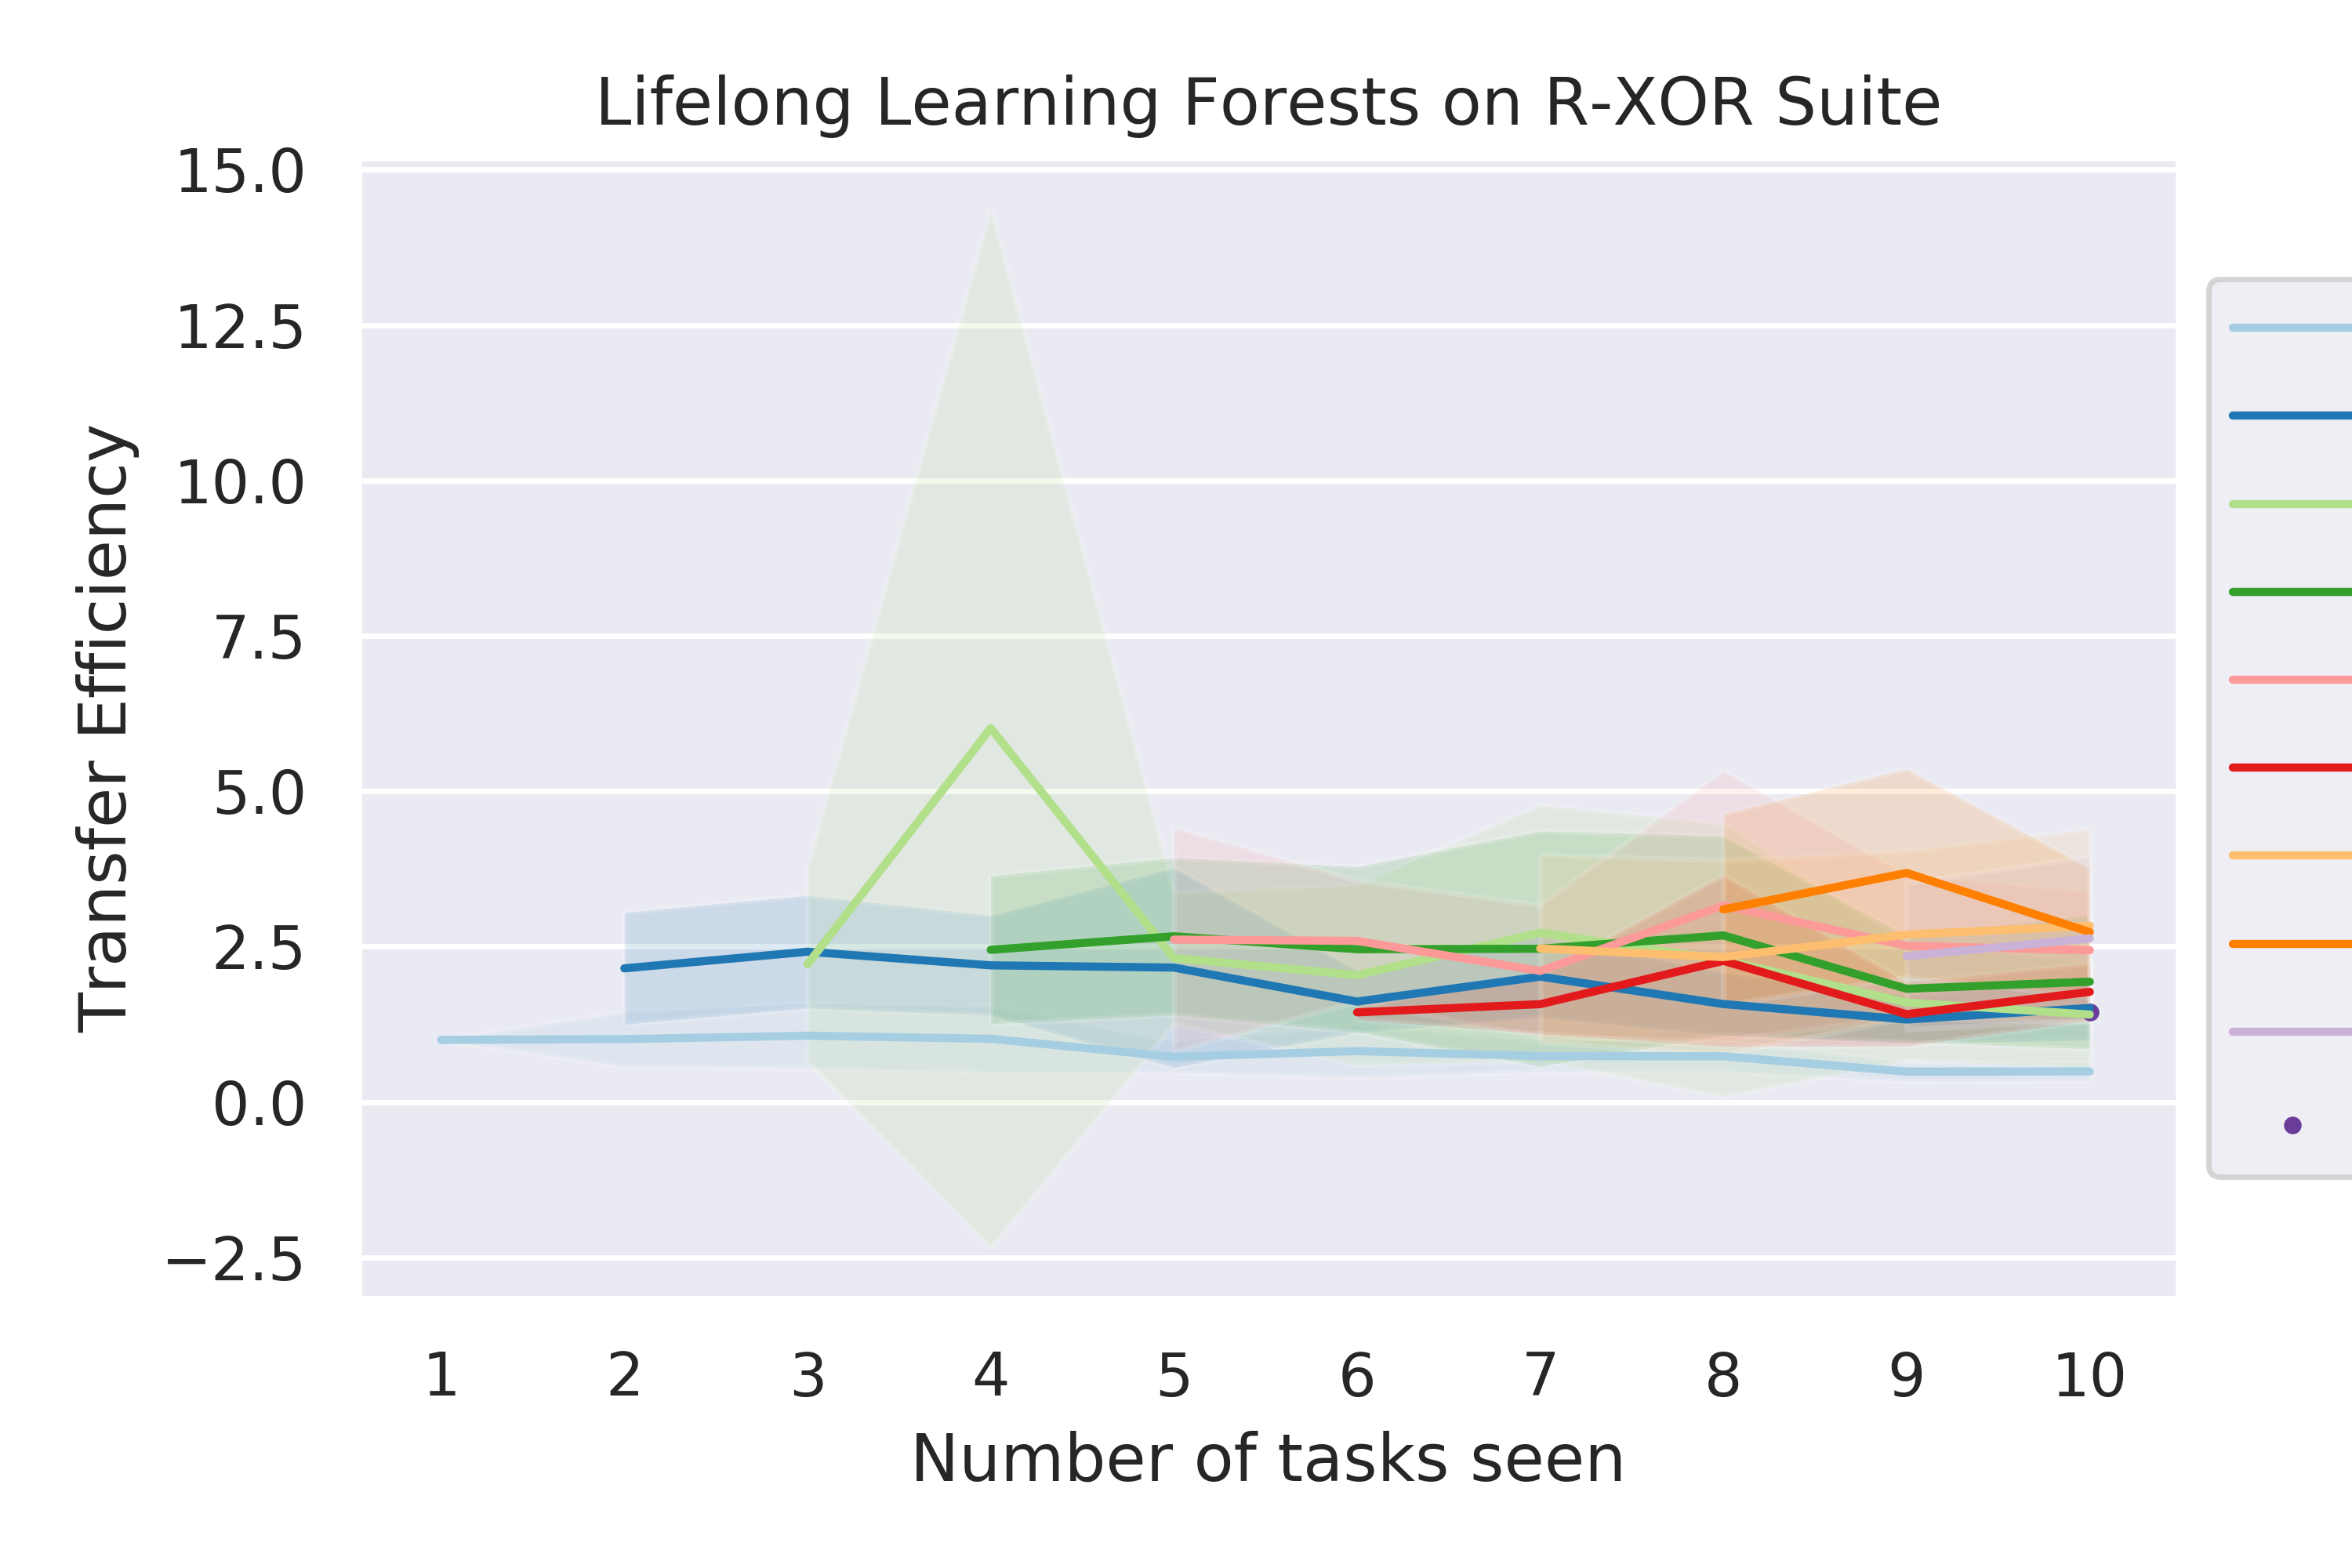 Lifelong Learning Forests on R-XOR Suite
15.0
12.5
10.0
7.5
5.0
2.5
0.0
−2.5
Transfer Efficiency
1 2 3 4 5 6 7 8 9 10
Number of tasks seen